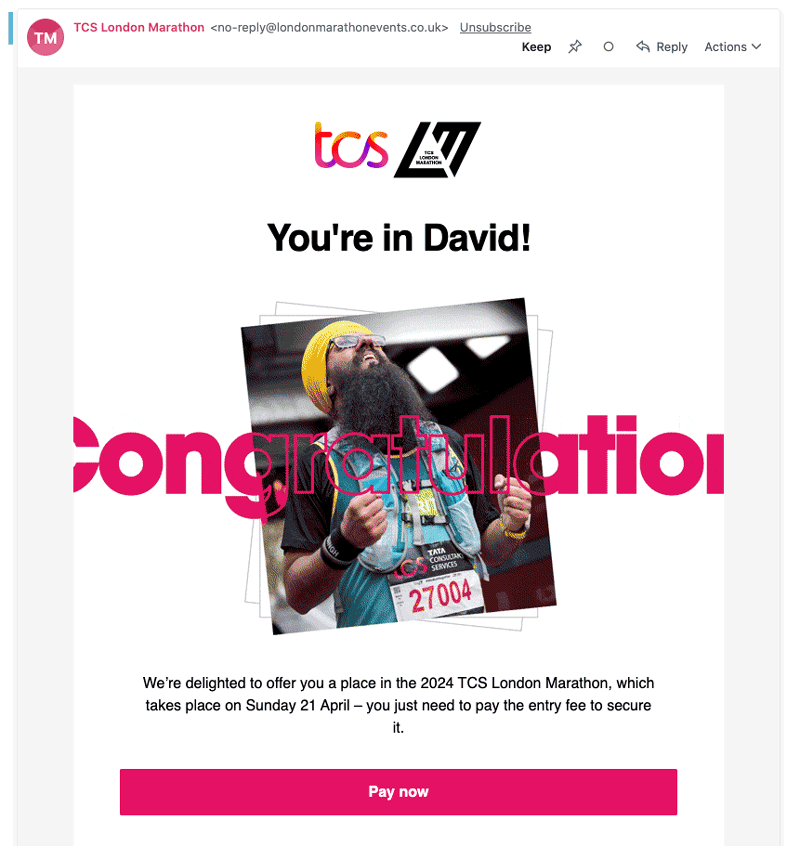 TM
TCS London Marathon <no-reply@londonmarathonevents.co.uk> Unsubscribe
Keep Reply Actions
tcs
TCS
LONDON
MARATHON
You're in David!
Congratulation
TATA
CONSULTANCY
SERVICES
tcs
27004
We're delighted to offer you a place in the 2024 TCS London Marathon, which
takes place on Sunday 21 April – you just need to pay the entry fee to secure
it.
Pay now